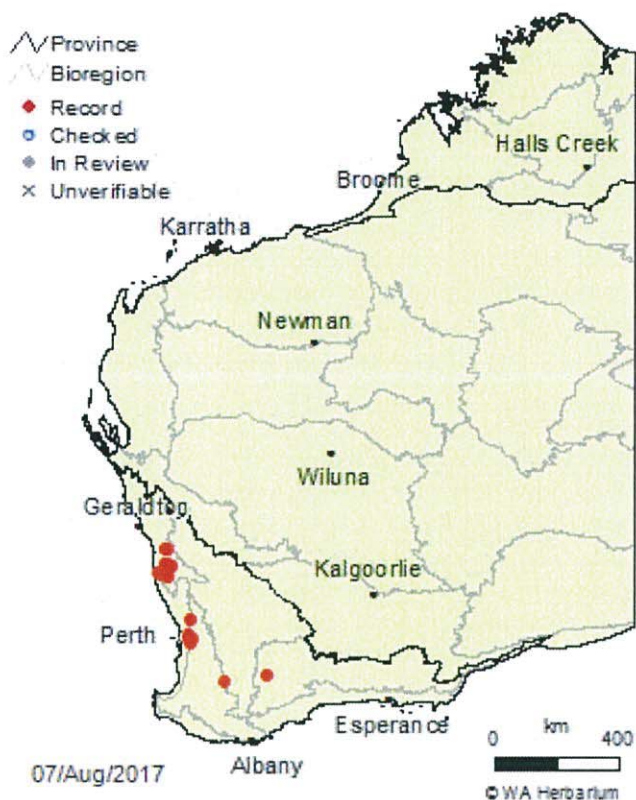 Province
Bioregion
Record
Checked
In Review
Unverifiable
Halls Creek
Broome
Karratha
Newman
Wiluna
Geraldton
Kalgoorlie
Perth
Esperance
Albany
km
0 400
07/Aug/2017
© WA Herbarium